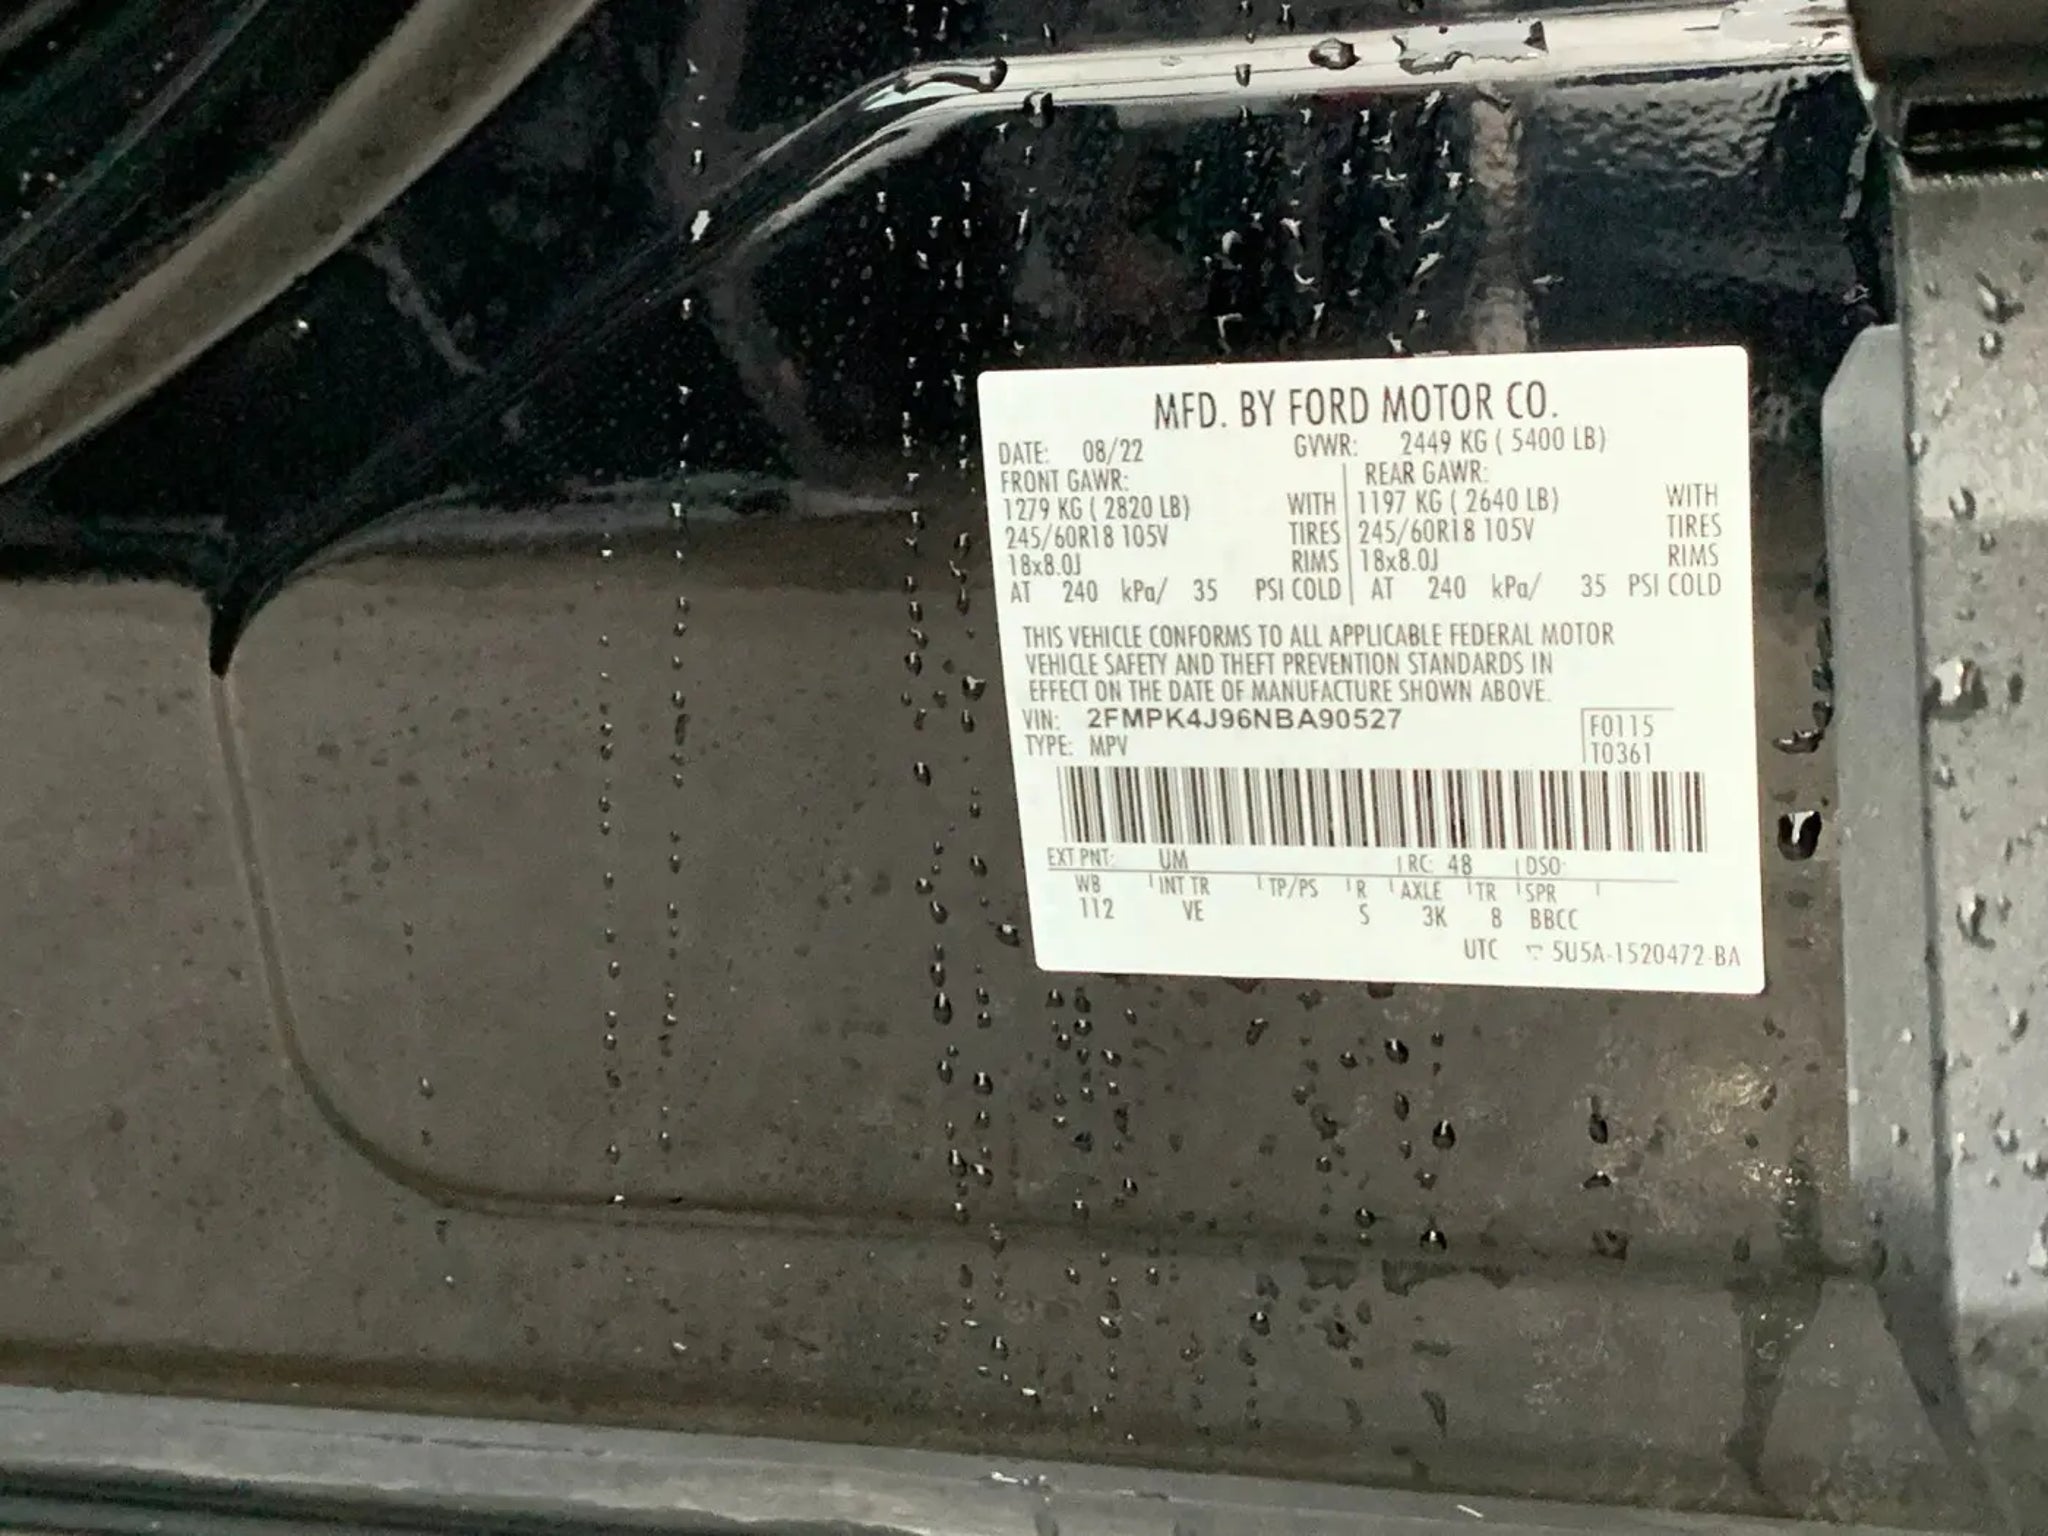 MFD. BY FORD MOTOR CO.
DATE: 08/22 GVWR: 2449 KG ( 5400 LB)
FRONT GAWR: REAR GAWR:
1279 KG ( 2820 LB) WITH 1197 KG ( 2640 LB) WITH
245/60R18 105V TIRES 245/60R18 105V TIRES
18x8.0J RIMS 18x8.0J RIMS
AT 240 kPa/ 35 PSI COLD AT 240 kPa/ 35 PSI COLD
THIS VEHICLE CONFORMS TO ALL APPLICABLE FEDERAL MOTOR
VEHICLE SAFETY AND THEFT PREVENTION STANDARDS IN
EFFECT ON THE DATE OF MANUFACTURE SHOWN ABOVE.
VIN: 2FMPK4J96NBA90527 F0115
TYPE: MPV T0361
EXT PNT: UM RC: 48 DSO:
WB INT TR TP/PS R AXLE TR SPR
112 VE S 3K 8 BBCC
UTC 5U5A-1520472-BA